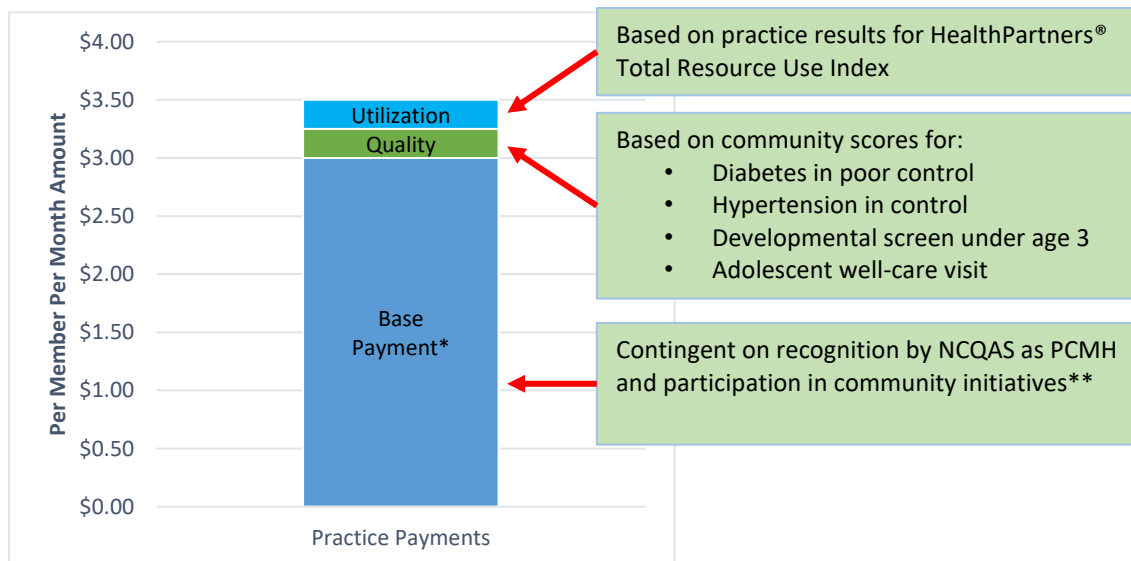 Per Member Per Month Amount
$4.00
$3.50
$3.00
$2.50
$2.00
$1.50
$1.00
$0.50
$0.00
Utilization
Quality
Base
Payment*
Practice Payments
Based on practice results for HealthPartners®
Total Resource Use Index
Based on community scores for:
• Diabetes in poor control
• Hypertension in control
• Developmental screen under age 3
• Adolescent well-care visit
Contingent on recognition by NCQAS as PCMH
and participation in community initiatives**